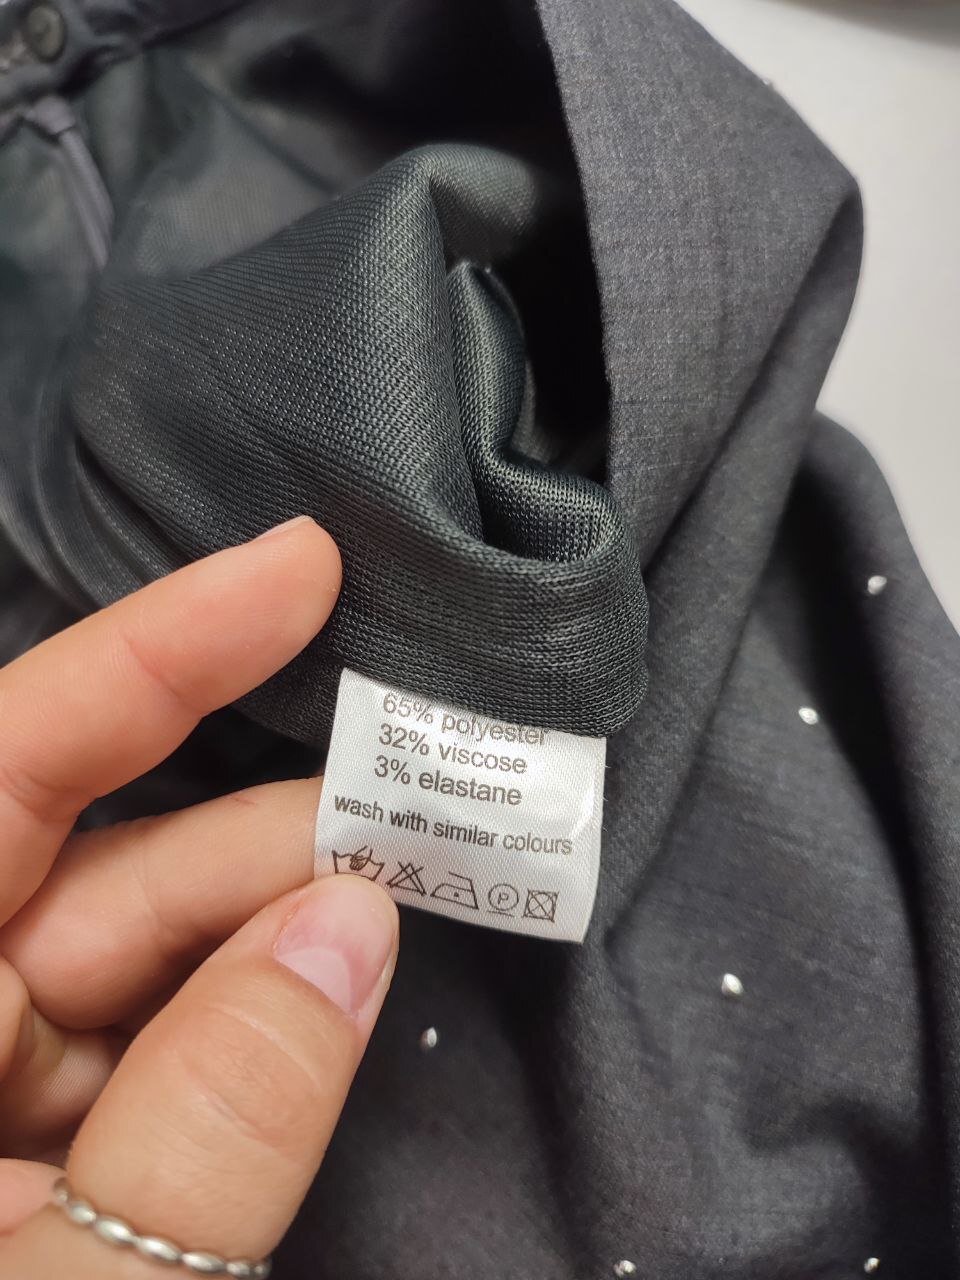 65% polyester
32% viscose
3% elastane
wash with similar colours
P